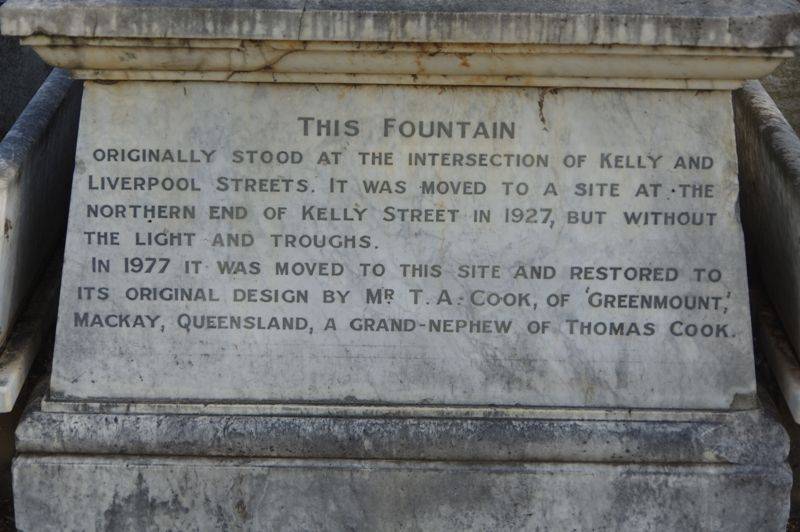 THIS FOUNTAIN
ORIGINALLY STOOD AT THE INTERSECTION OF KELLY AND
LIVERPOOL STREETS. IT WAS MOVED TO A SITE AT THE
NORTHERN END OF KELLY STREET IN 1927, BUT WITHOUT
THE LIGHT AND TROUGHS.
IN 1977 IT WAS MOVED TO THIS SITE AND RESTORED TO
ITS ORIGINAL DESIGN BY MR T. A. COOK, OF 'GREENMOUNT,'
MACKAY, QUEENSLAND, A GRAND-NEPHEW OF THOMAS COOK.